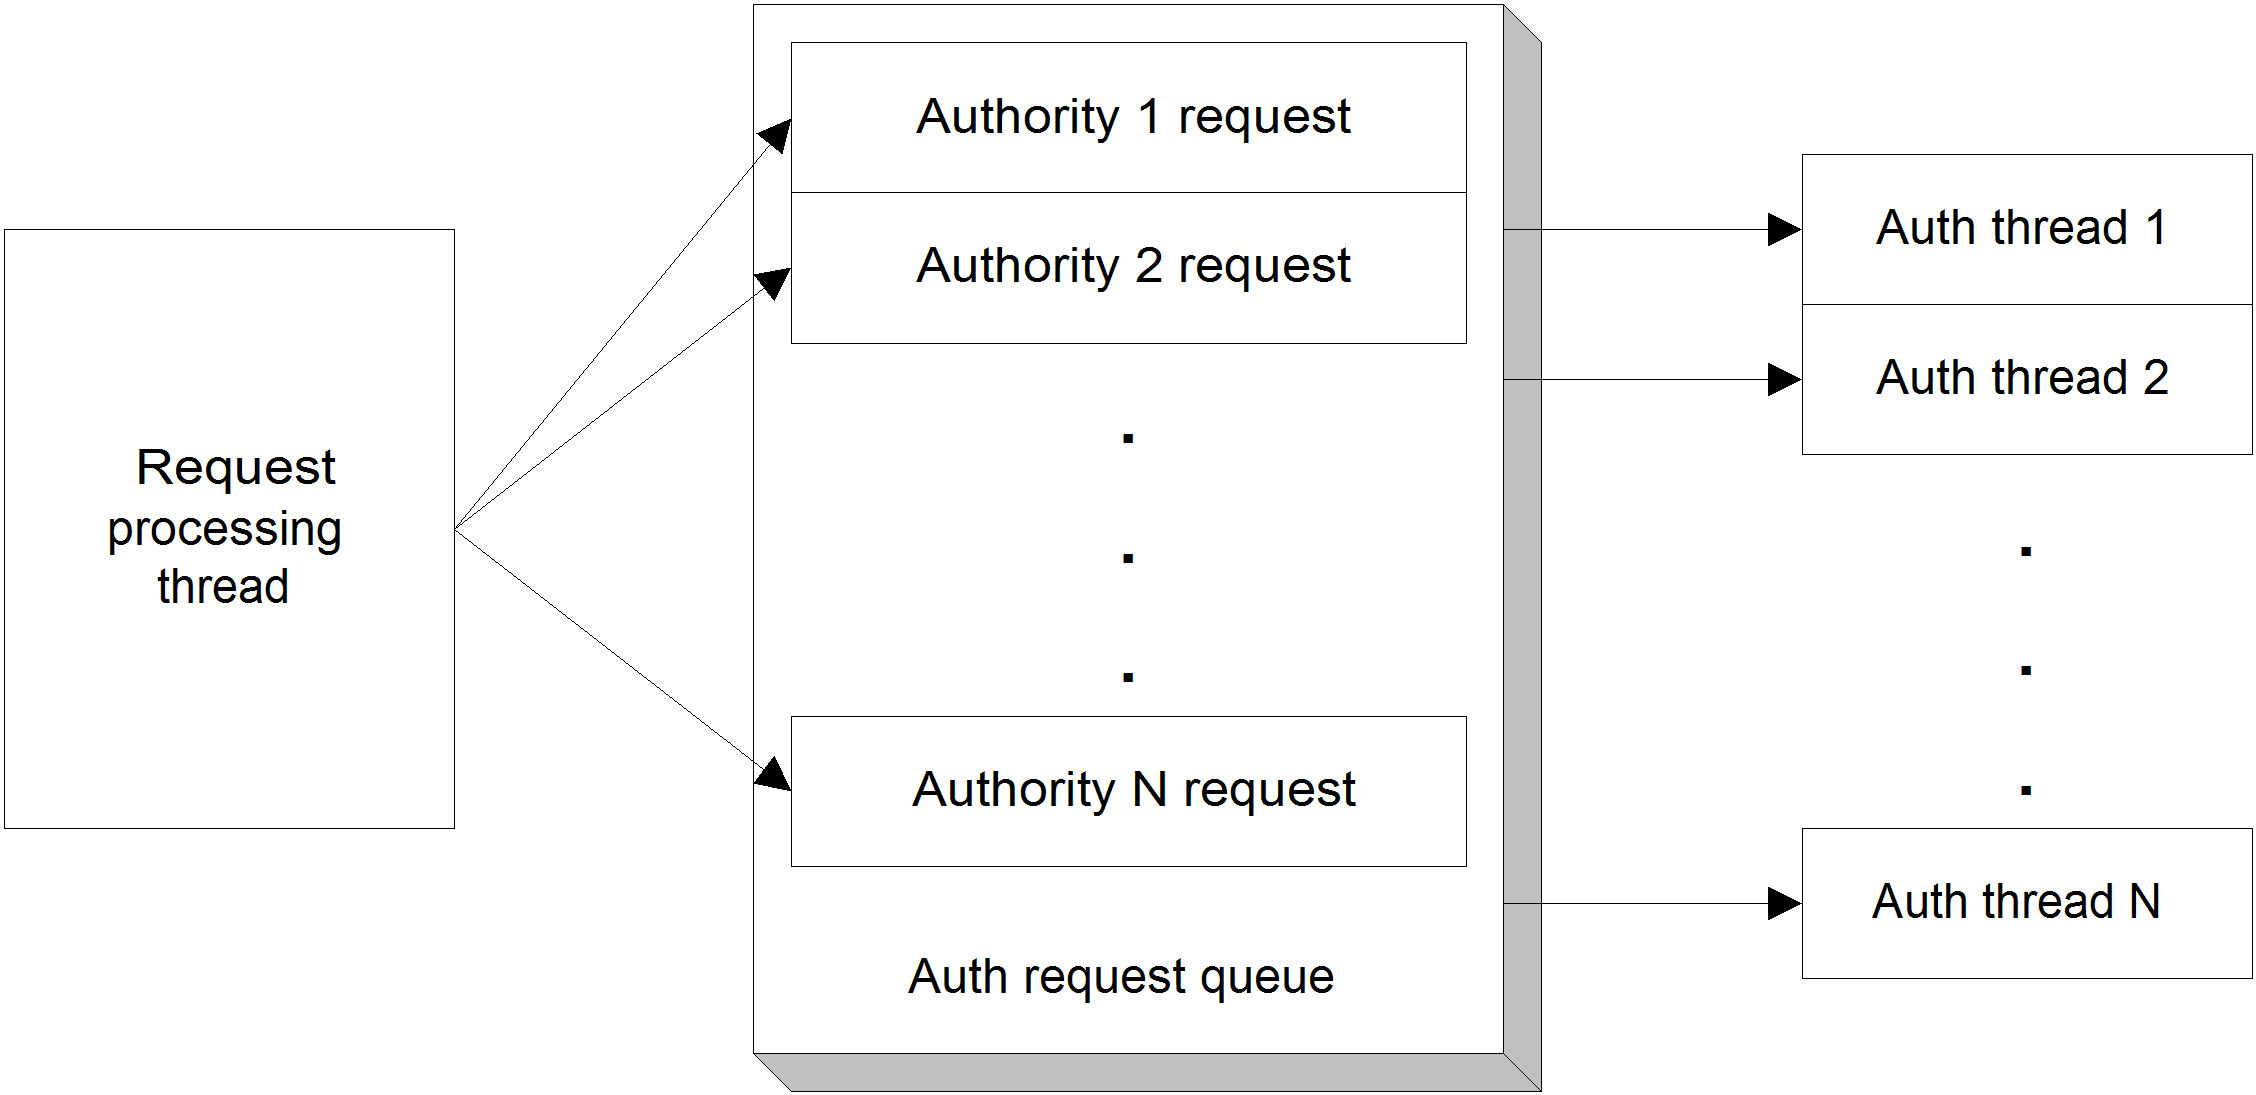 Request
processing
thread
Authority 1 request
Authority 2 request
.
.
.
Authority N request
Auth request queue
Auth thread 1
Auth thread 2
.
.
.
Auth thread N